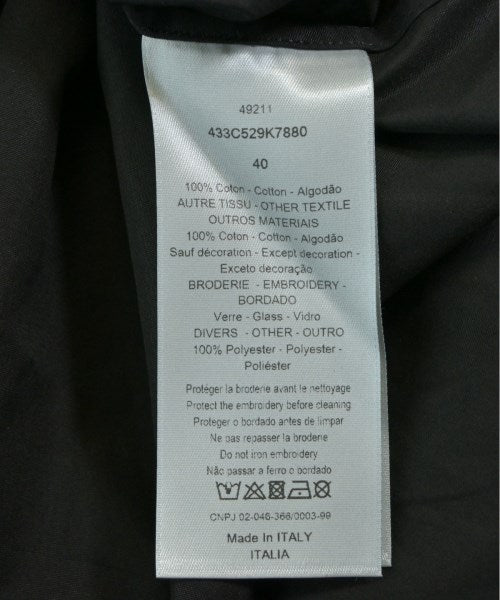 49211
433C529K7880
40
100% Coton - Cotton - Algodão
AUTRE TISSU - OTHER TEXTILE
OUTROS MATERIAIS
100% Coton - Cotton - Algodão
Sauf décoration - Except decoration -
Exceto decoração
BRODERIE - EMBROIDERY -
BORDADO
Verre - Glass - Vidro
DIVERS - OTHER - OUTRO
100% Polyester - Polyester -
Poliéster
Protéger la broderie avant le nettoyage
Protect the embroidery before cleaning
Proteger o bordado antes de limpar
Ne pas repasser la broderie
Do not iron embroidery
Não passar a ferro o bordado
CNPJ 02-046-366/0003-99
Made In ITALY
ITALIA